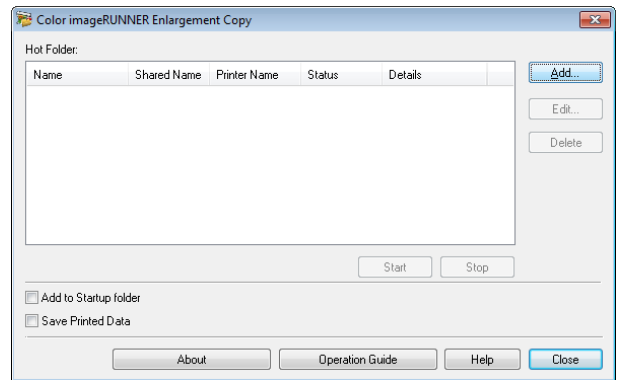 Color imageRUNNER Enlargement Copy
Hot Folder:
Name Shared Name Printer Name Status Details
Add...
Edit...
Delete
Start Stop
Add to Startup folder
Save Printed Data
About Operation Guide Help Close